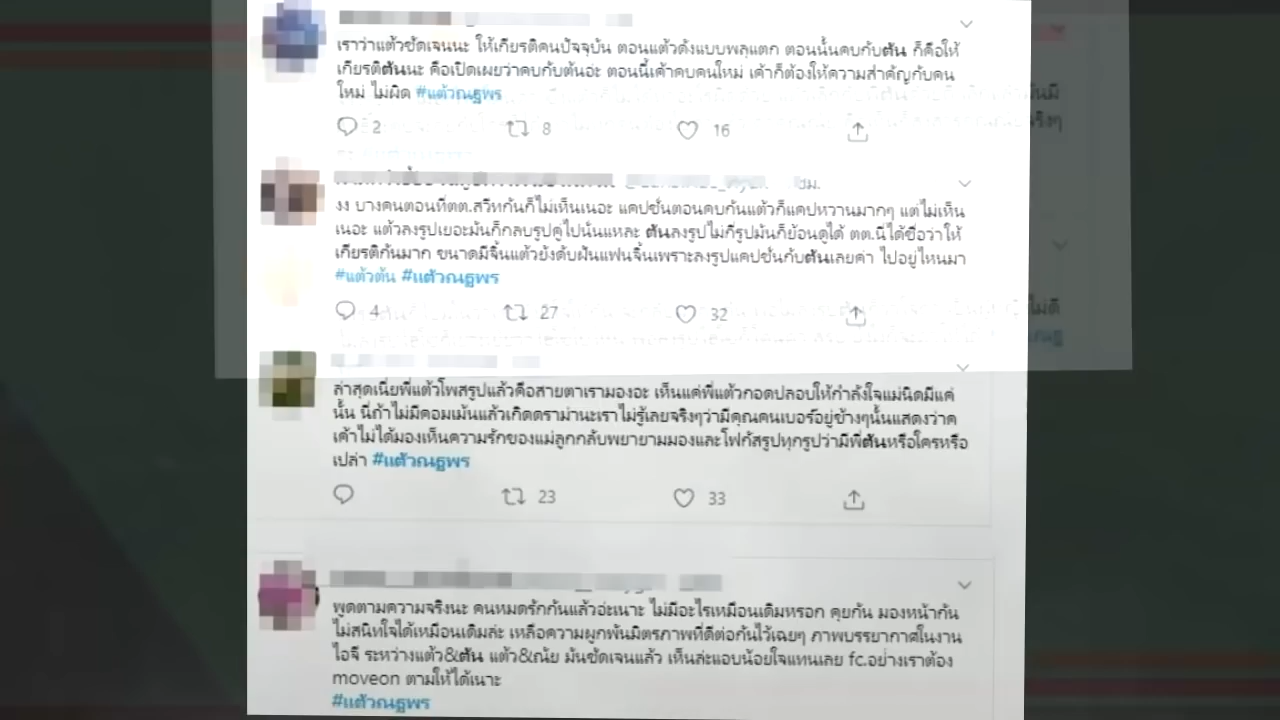 เราว่าแต้วชัดเจนนะ ให้เกียรติคนปัจจุบัน ตอนแต้วดังแบบพลุแตก ตอนนั้นคบกับต้น ก็คือให้
เกียรติต้นนะ คือเปิดเผยว่าคบกับต้นอ่ะ ตอนนี้เค้าคบคนใหม่ เค้าก็ต้องให้ความสำคัญกับคน
ใหม่ ไม่ผิด #แต้วณฐพร
2 8 16
ชม.
งง บางคนตอนที่ตต.สวีทกันก็ไม่เห็นเนอะ แคปชั่นตอนคบกันแต้วก็แคปหวานมากๆ แต่ไม่เห็น
เนอะ แต้วลงรูปเยอะมันก็กลบรูปคู่ไปนั่นแหละ ต้นลงรูปไม่กี่รูปมันก็ย้อนดูได้ ตต.นี่ได้ชื่อว่าให้
เกียรติกันมาก ขนาดมีจิ้นแต้วยังดับฝันแฟนจิ้นเพราะลงรูปแคปชั่นกับต้นเลยค่า ไปอยู่ไหนมา
#แต้วต้น #แต้วณฐพร
4 27 32
ล่าสุดเนี่ยพี่แต้วโพสรูปแล้วคือสายตาเรามองอะ เห็นแค่พี่แต้วกอดปลอบให้กำลังใจแม่นิดมีแค่
นั้น นี่ถ้าไม่มีคอมเม้นแล้วเกิดดราม่านะเราไม่รู้เลยจริงๆว่ามีคุณคนเบอร์อยู่ข้างๆนั้นแสดงว่าค
เค้าไม่ได้มองเห็นความรักของแม่ลูกกลับพยายามมองและโฟกัสรูปทุกรูปว่ามีพี่ต้นหรือใครหรือ
เปล่า #แต้วณฐพร
23 33
พูดตามความจริงนะ คนหมดรักกันแล้วอ่ะเนาะ ไม่มีอะไรเหมือนเดิมหรอก คุยกัน มองหน้ากัน
ไม่สนิทใจได้เหมือนเดิมล่ะ เหลือความผูกพันมิตรภาพที่ดีต่อกันไว้เฉยๆ ภาพบรรยากาศในงาน
ไอจี ระหว่างแต้ว&ต้น แต้ว&ณัย มันชัดเจนแล้ว เห็นล่ะแอบน้อยใจแทนเลย fc.อย่างเราต้อง
moveon ตามให้ได้เนาะ
#แต้วณฐพร